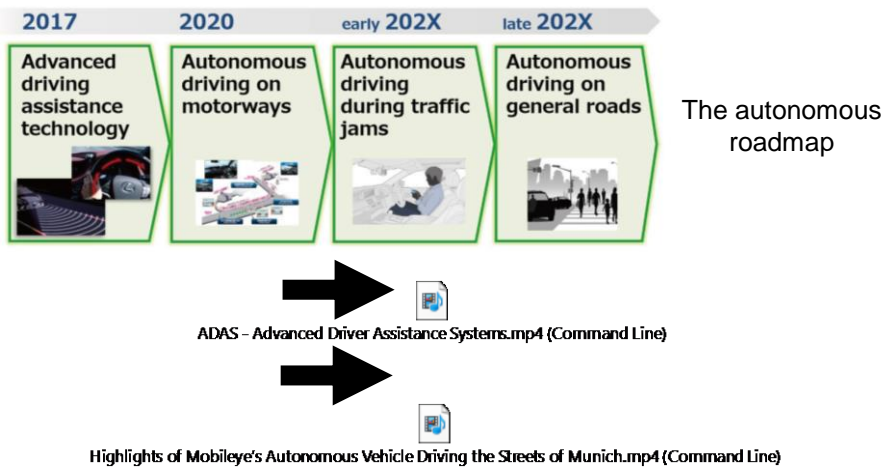 2017
2020
early 202X
late 202X
Advanced
driving
assistance
technology
Autonomous
driving on
motorways
Autonomous
driving
during traffic
jams
Autonomous
driving on
general roads
The autonomous
roadmap
ADAS – Advanced Driver Assistance Systems.mp4 (Command Line)
Highlights of Mobileye's Autonomous Vehicle Driving the Streets of Munich.mp4 (Command Line)